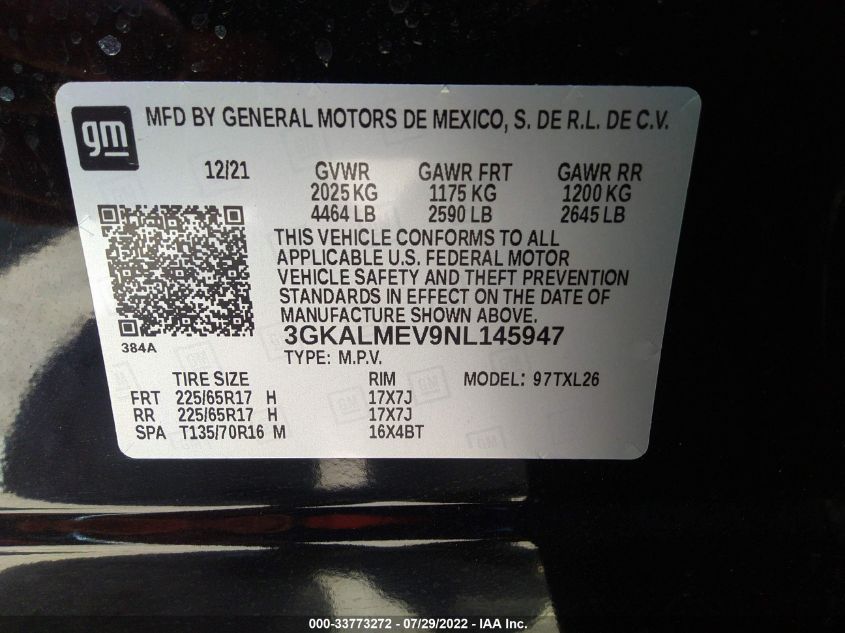 gm
MFD BY GENERAL MOTORS DE MEXICO, S. DE R.L. DE C.V.
12/21 GVWR GAWR FRT GAWR RR
2025 KG 1175 KG 1200 KG
4464 LB 2590 LB 2645 LB
THIS VEHICLE CONFORMS TO ALL
APPLICABLE U.S. FEDERAL MOTOR
VEHICLE SAFETY AND THEFT PREVENTION
STANDARDS IN EFFECT ON THE DATE OF
MANUFACTURE SHOWN ABOVE.
3GKALMEV9NL145947
384A
TYPE: M.P.V.
TIRE SIZE RIM MODEL: 97TXL26
FRT 225/65R17 H 17X7J
RR 225/65R17 H 17X7J
SPA T135/70R16 M 16X4BT
000-33773272 - 07/29/2022 - IAA Inc.